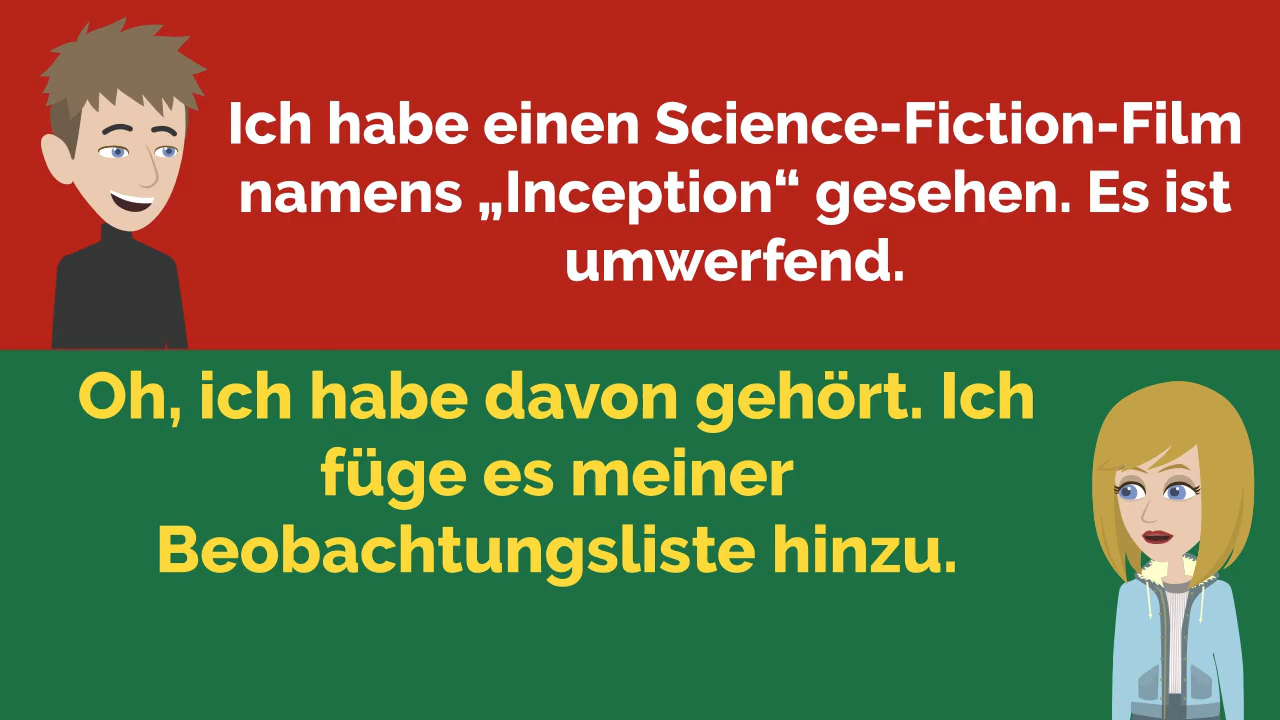 Ich habe einen Science-Fiction-Film
namens „Inception“ gesehen. Es ist
umwerfend.
Oh, ich habe davon gehört. Ich
füge es meiner
Beobachtungsliste hinzu.